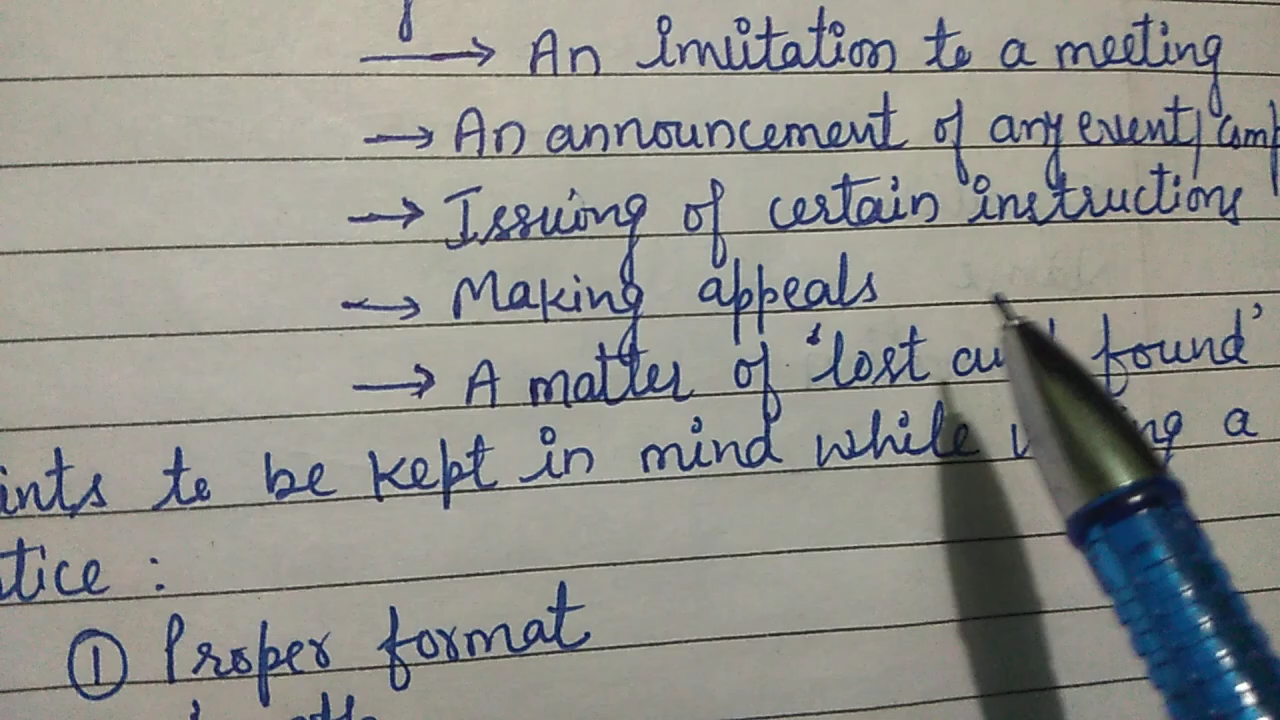 → An imitation to a meeting
→ An announcement of any event/
→ Issuing of certain instructions
→ Making appeals
→ A matter of 'lost found'
ints to be kept in mind while a
tice :
① Proper format